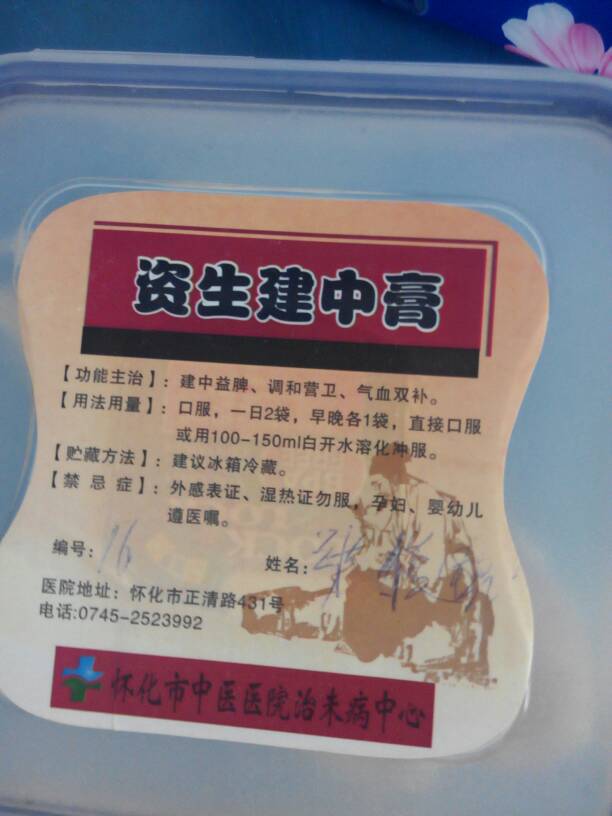 资生建中膏
【功能主治】：建中益脾、调和营卫、气血双补。
【用法用量】：口服，一日2袋，早晚各1袋，直接口服
或用100-150ml白开水溶化冲服。
【贮藏方法】：建议冰箱冷藏。
【禁忌症】：外感表证、湿热证勿服，孕妇、婴幼儿
遵医嘱。
编号：16 姓名：
医院地址：怀化市正清路431号
电话:0745-2523992
怀化市中医医院治未病中心